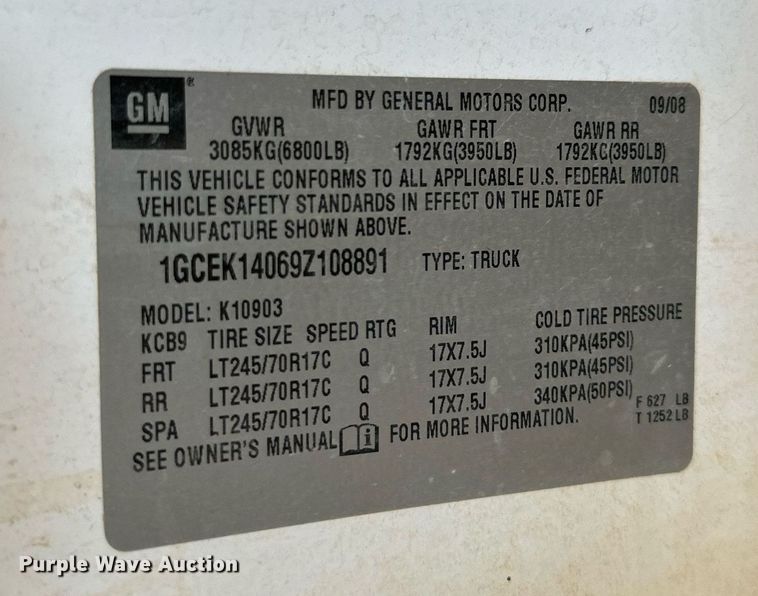 GM ®
MFD BY GENERAL MOTORS CORP. 09/08
GVWR GAWR FRT GAWR RR
3085KG(6800LB) 1792KG(3950LB) 1792KG(3950LB)
THIS VEHICLE CONFORMS TO ALL APPLICABLE U.S. FEDERAL MOTOR
VEHICLE SAFETY STANDARDS IN EFFECT ON THE DATE OF
MANUFACTURE SHOWN ABOVE.
1GCEK14069Z108891 TYPE: TRUCK
MODEL: K10903
KCB9 TIRE SIZE SPEED RTG RIM COLD TIRE PRESSURE
FRT LT245/70R17C Q 17X7.5J 310KPA(45PSI)
RR LT245/70R17C Q 17X7.5J 310KPA(45PSI)
SPA LT245/70R17C Q 17X7.5J 340KPA(50PSI)
F 627 LB
T 1252 LB
SEE OWNER'S MANUAL i FOR MORE INFORMATION.
Purple Wave Auction